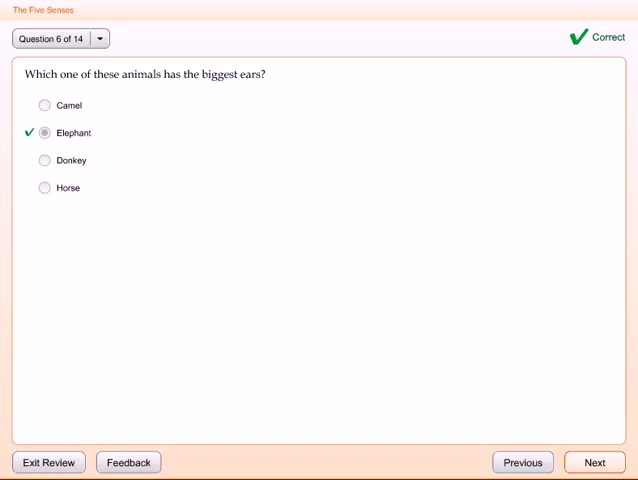 The Five Senses
Question 6 of 14
Correct
Which one of these animals has the biggest ears?
Camel
Elephant
Donkey
Horse
Exit Review
Feedback
Previous
Next